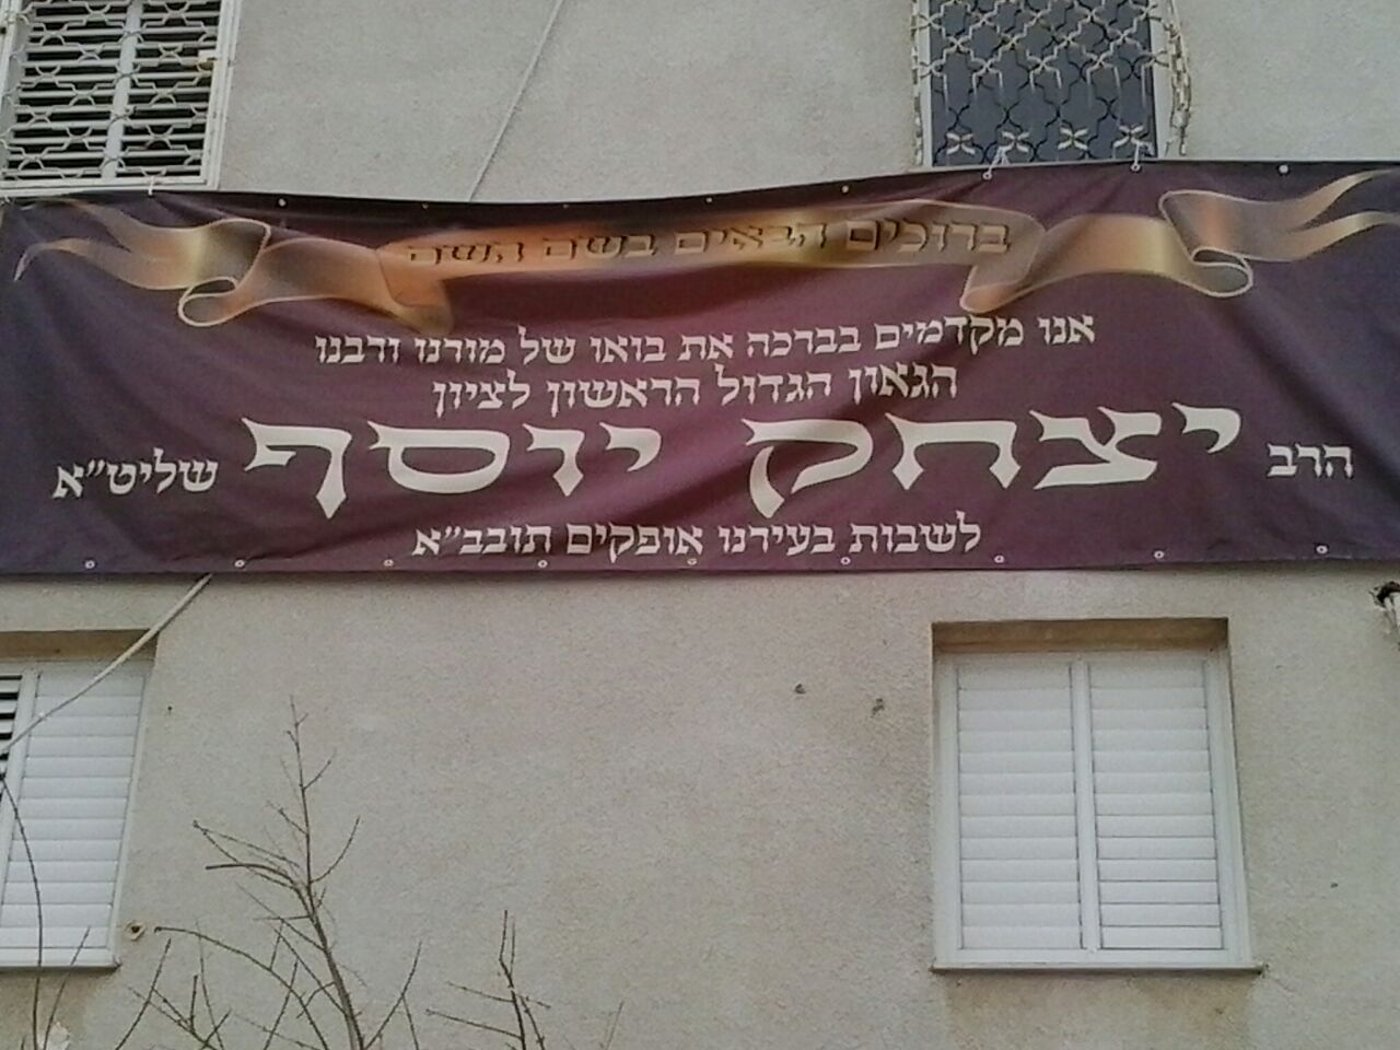 ברוכים הבאים בשם השם
אנו מקדמים בברכה את בואו של מורנו ורבנו
הגאון הגדול הראשון לציון
הרב יצחק יוסף שליט״א
לשבות בעירנו אופקים תובב״א